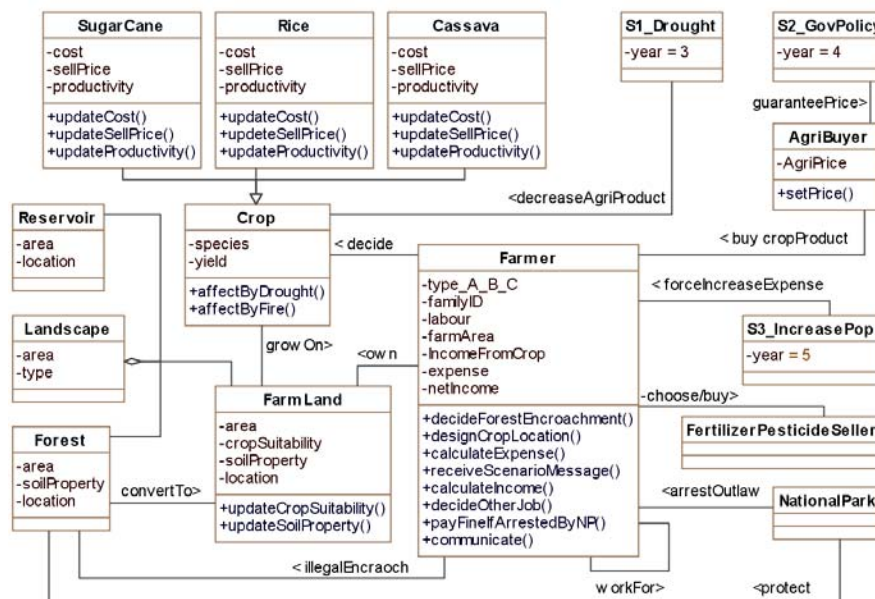 SugarCane
-cost
-sellPrice
-productivity
+updateCost()
+updateSellPrice()
+updateProductivity()
Rice
-cost
-sellPrice
-productivity
+updateCost()
+updeteSellPrice()
+updateProductivity()
Cassava
-cost
-sellPrice
-productivity
+updateCost()
+updateSellPrice()
+updateProductivity()
S1_Drought
-year = 3
S2_GovPolicy
-year = 4
guaranteePrice>
AgriBuyer
-AgriPrice
+setPrice()
<decreaseAgriProduct
< buy cropProduct
Reservoir
-area
-location
Crop
-species
-yield
+affectByDrought()
+affectByFire()
< decide
Farmer
-type_A_B_C
-familyID
-labour
-farmArea
-IncomeFromCrop
-expense
-netIncome
+decideForestEncroachment()
+designCropLocation()
+calculateExpense()
+receiveScenarioMessage()
+calculateIncome()
+decideOtherJob()
+payFineIfArrestedByNP()
+communicate()
< forceIncreaseExpense
S3_IncreasePop
-year = 5
Landscape
-area
-type
grow On>
<own
FarmLand
-area
-cropSuitability
-soilProperty
-location
+updateCropSuitability()
+updateSoilProperty()
-choose/buy>
FertilizerPesticideSeller
Forest
-area
-soilProperty
-location
convertTo>
<arrestOutlaw
NationalPark
< illegalEncraoch
workFor>
<protect